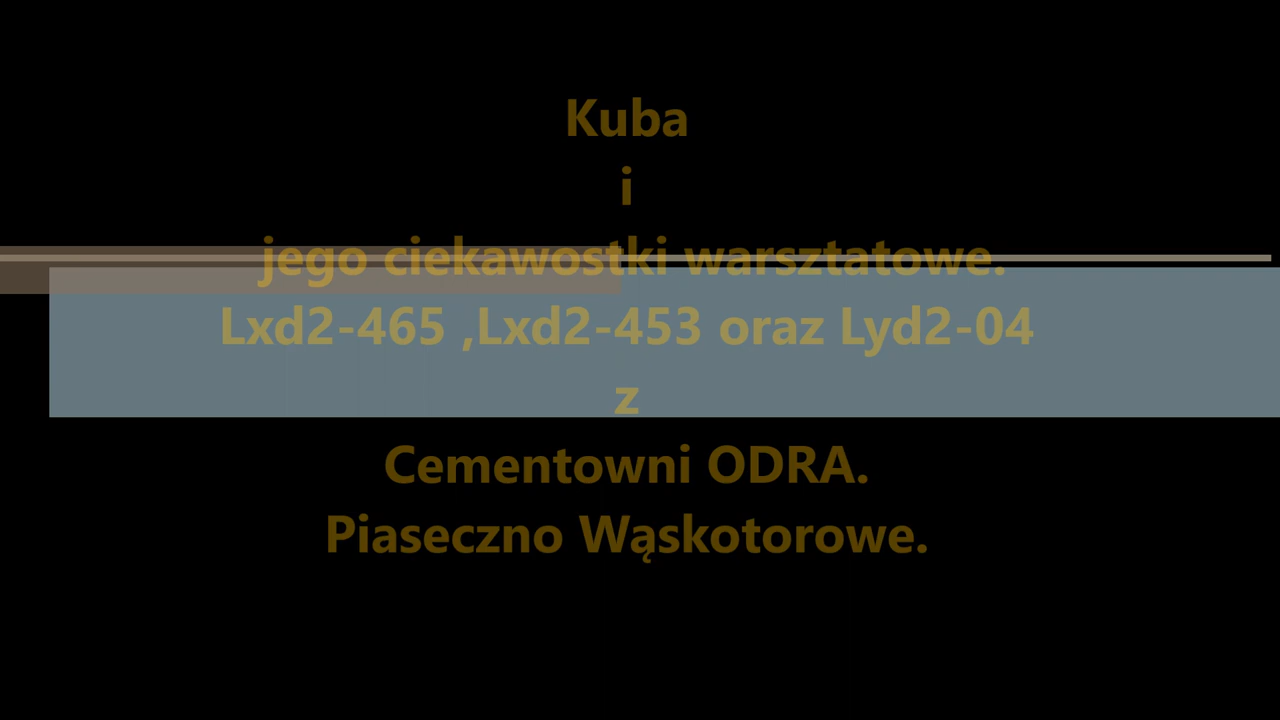 Kuba
i
jego ciekawostki warsztatowe.
Lxd2-465 ,Lxd2-453 oraz Lyd2-04
z
Cementowni ODRA.
Piaseczno Wąskotorowe.